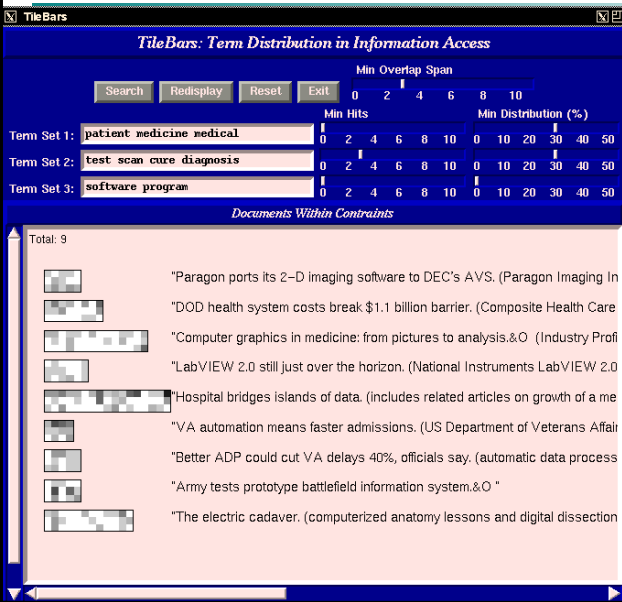 TileBars
TileBars: Term Distribution in Information Access
Min Overlap Span
Search Redisplay Reset Exit
0 2 4 6 8 10
Min Hits Min Distribution (%)
Term Set 1: patient medicine medical
0 2 4 6 8 10 0 10 20 30 40 50
Term Set 2: test scan cure diagnosis
0 2 4 6 8 10 0 10 20 30 40 50
Term Set 3: software program
0 2 4 6 8 10 0 10 20 30 40 50
Documents Within Contraints
Total: 9
"Paragon ports its 2-D imaging software to DEC's AVS. (Paragon Imaging In
"DOD health system costs break $1.1 billion barrier. (Composite Health Care
"Computer graphics in medicine: from pictures to analysis.&O (Industry Profi
"LabVIEW 2.0 still just over the horizon. (National Instruments LabVIEW 2.0
"Hospital bridges islands of data. (includes related articles on growth of a me
"VA automation means faster admissions. (US Department of Veterans Affair
"Better ADP could cut VA delays 40%, officials say. (automatic data process
"Army tests prototype battlefield information system.&O "
"The electric cadaver. (computerized anatomy lessons and digital dissection